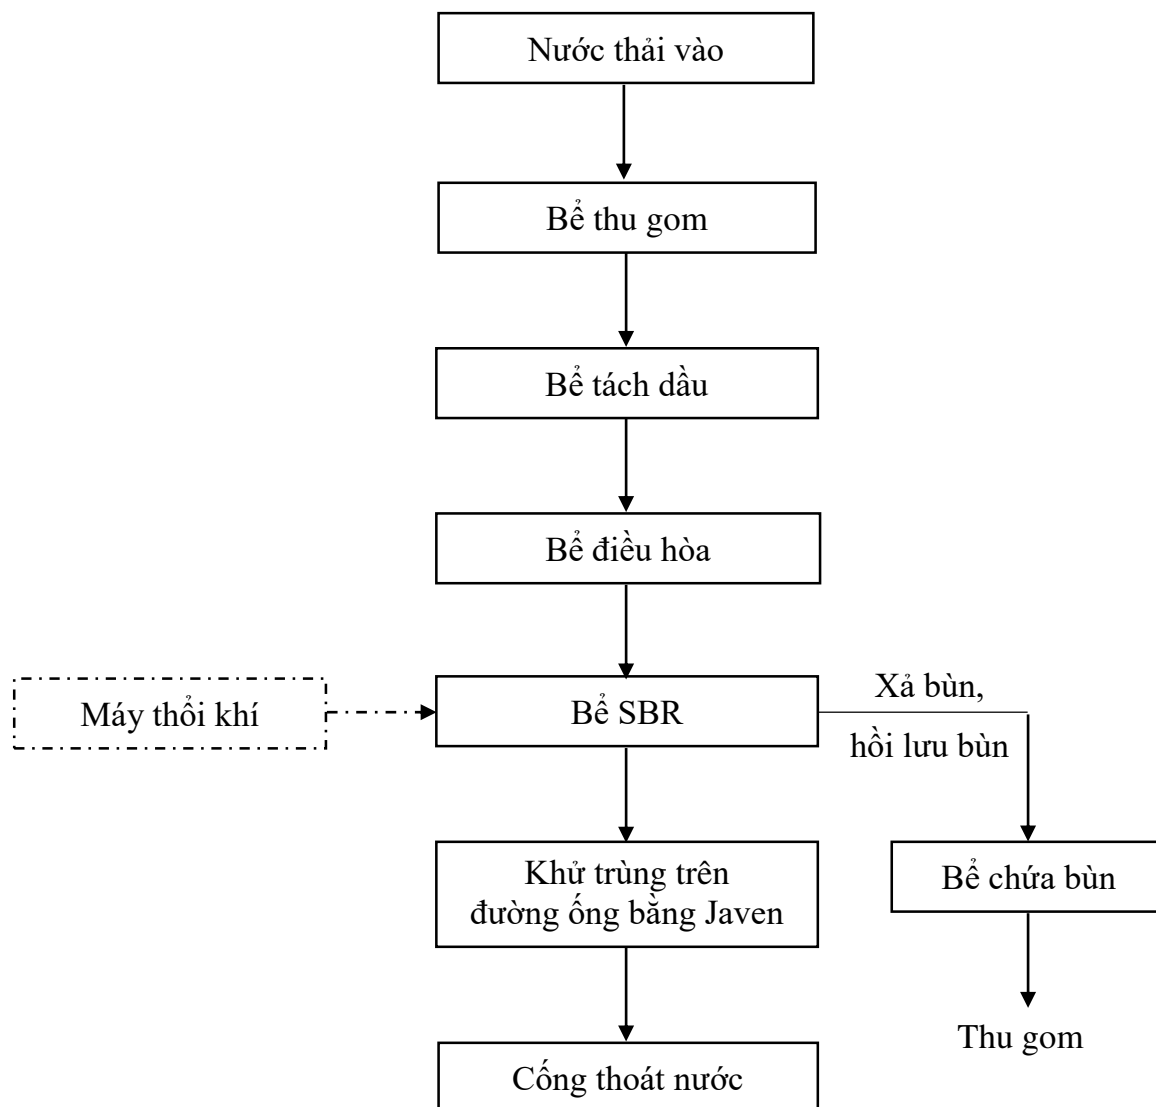 Nước thải vào
Bể thu gom
Bể tách dầu
Bể điều hòa
Máy thổi khí
Bể SBR
Xả bùn,
hồi lưu bùn
Khử trùng trên
đường ống bằng Javen
Bể chứa bùn
Thu gom
Cống thoát nước